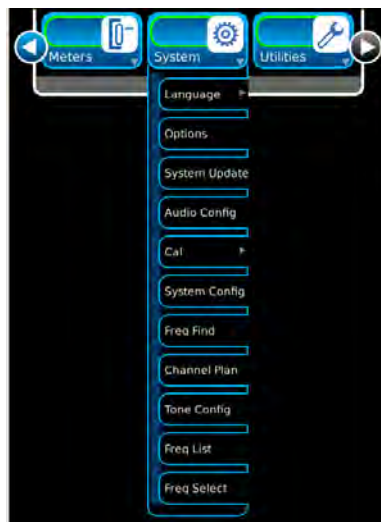 Meters
System
Utilities
Language
Options
System Update
Audio Config
Cal
System Config
Freq Find
Channel Plan
Tone Config
Freq List
Freq Select